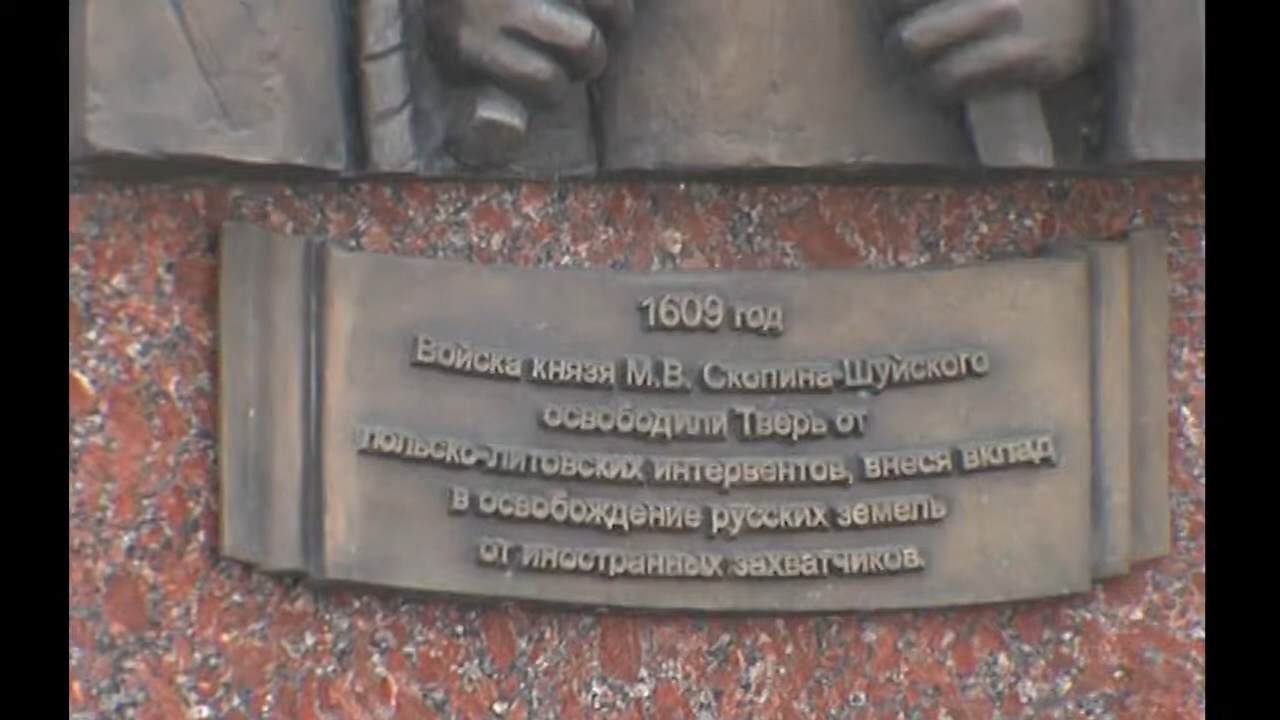 1609 год
Войска князя М.В. Скопина-Шуйского
освободили Тверь от
польско-литовских интервентов, внеся вклад
в освобождение русских земель
от иностранных захватчиков.